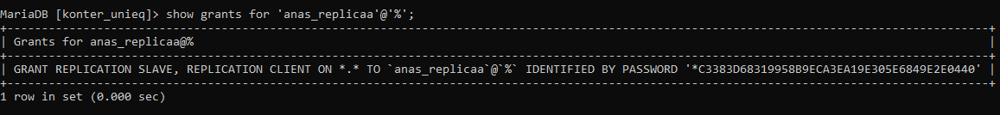 MariaDB [konter_unieq]> show grants for 'anas_replicaa'@'%';
+------------------------------------------------------------------------------------------------------------------------------------------+
| Grants for anas_replicaa@% |
+------------------------------------------------------------------------------------------------------------------------------------------+
| GRANT REPLICATION SLAVE, REPLICATION CLIENT ON *.* TO `anas_replicaa`@`%` IDENTIFIED BY PASSWORD '*C3383D68319958B9ECA3EA19E305E6849E2E0440' |
+------------------------------------------------------------------------------------------------------------------------------------------+
1 row in set (0.000 sec)